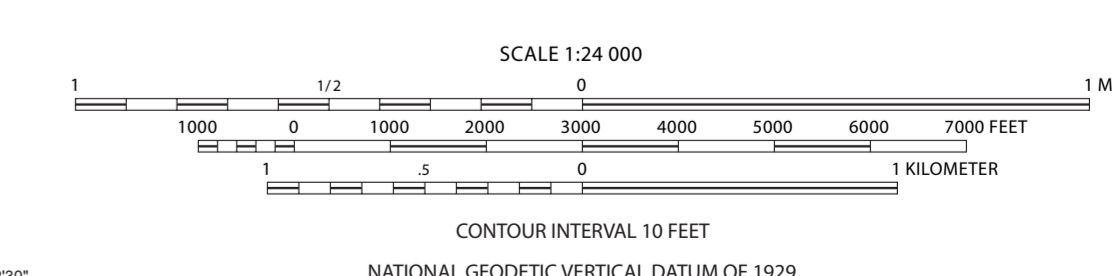 SCALE 1:24 000
1 1/2 0 1 M
1000 0 1000 2000 3000 4000 5000 6000 7000 FEET
1 .5 0 1 KILOMETER
CONTOUR INTERVAL 10 FEET
NATIONAL GEODETIC VERTICAL DATUM OF 1929